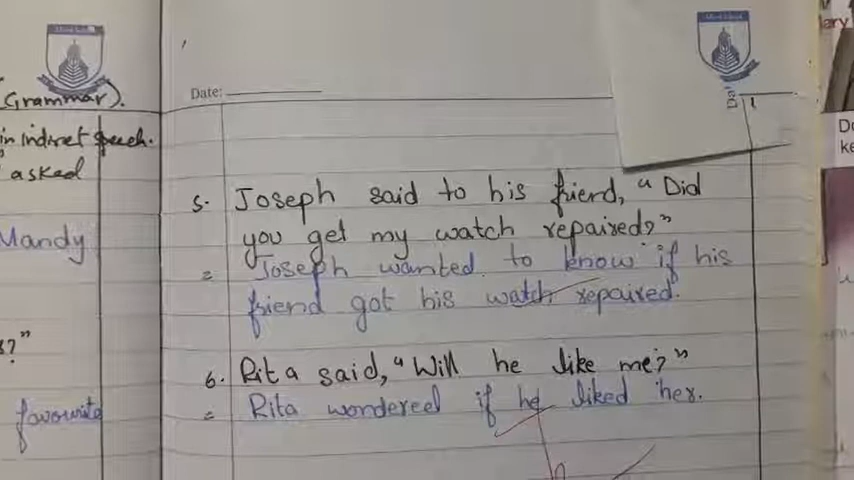 (Grammar).
in indirect speech.
asked
Mandy
s?"
favourite
Date:
5. Joseph said to his friend, "Did
you get my watch repaired?"
= Joseph wanted to know if his
friend got his watch repaired.
6. Rita said, "Will he like me?"
= Rita wondered if he liked her.